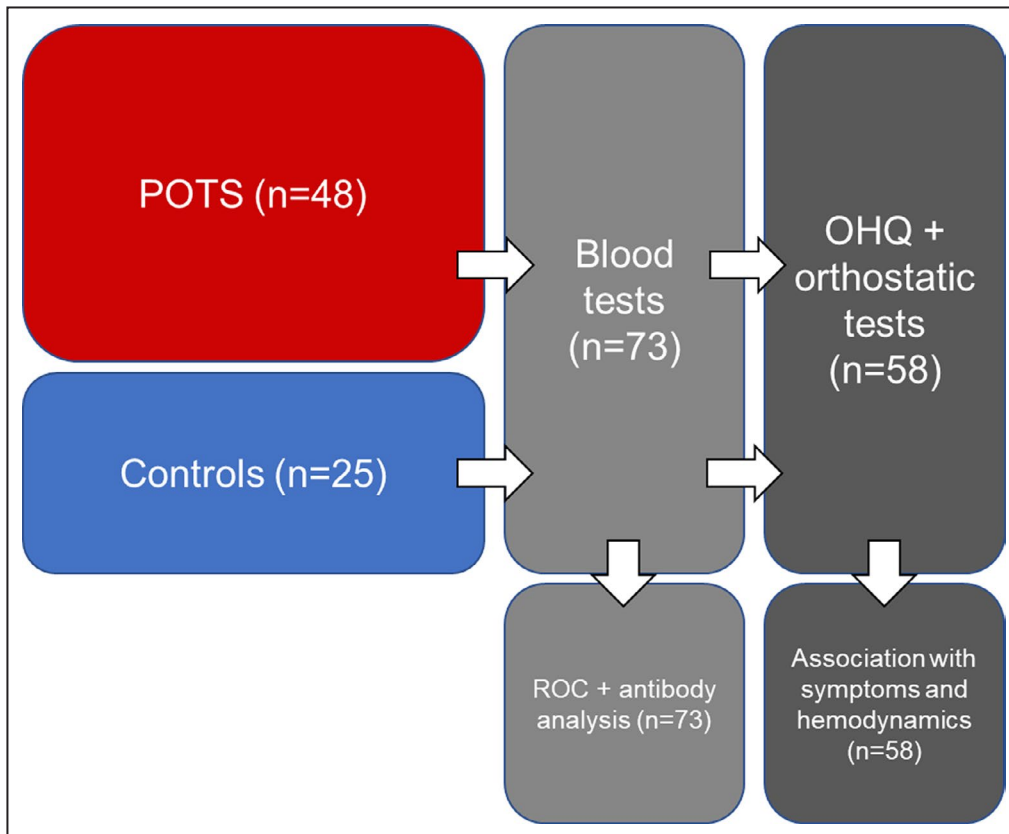 POTS (n=48)
Controls (n=25)
Blood
tests
(n=73)
OHQ +
orthostatic
tests
(n=58)
ROC + antibody
analysis (n=73)
Association with
symptoms and
hemodynamics
(n=58)